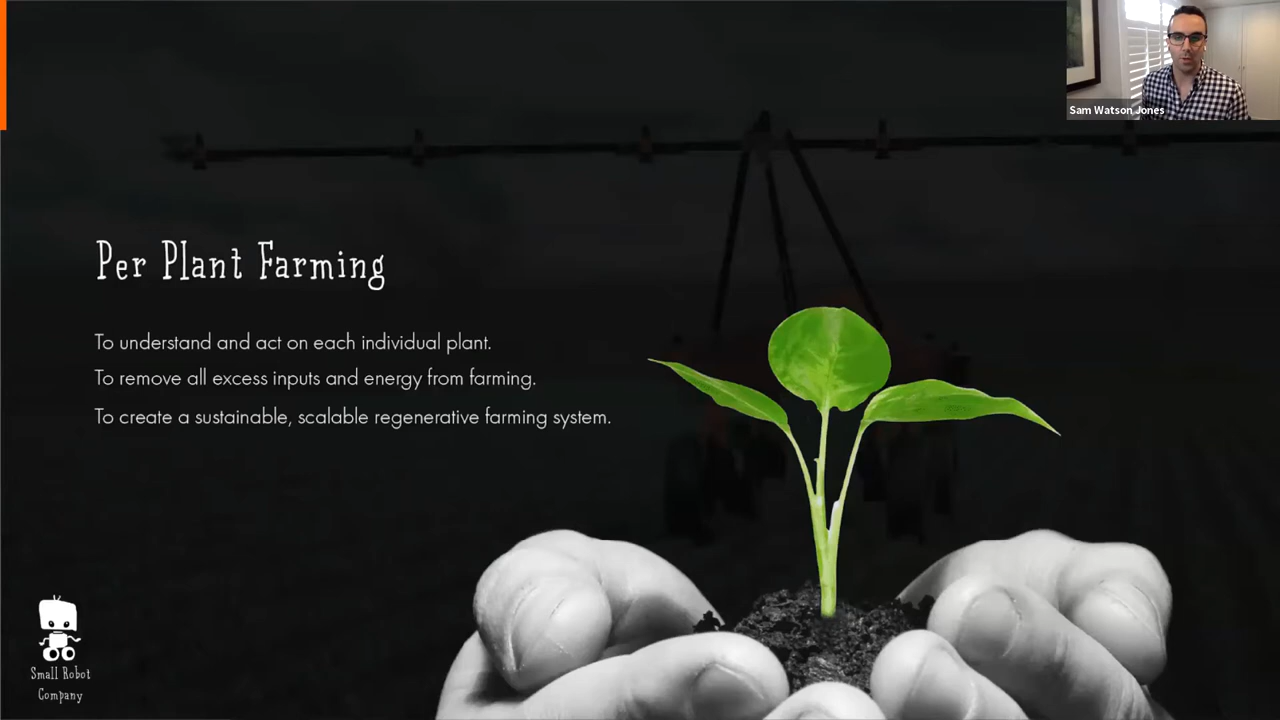 Sam Watson Jones
Per Plant Farming
To understand and act on each individual plant.
To remove all excess inputs and energy from farming.
To create a sustainable, scalable regenerative farming system.
Small Robot
Company